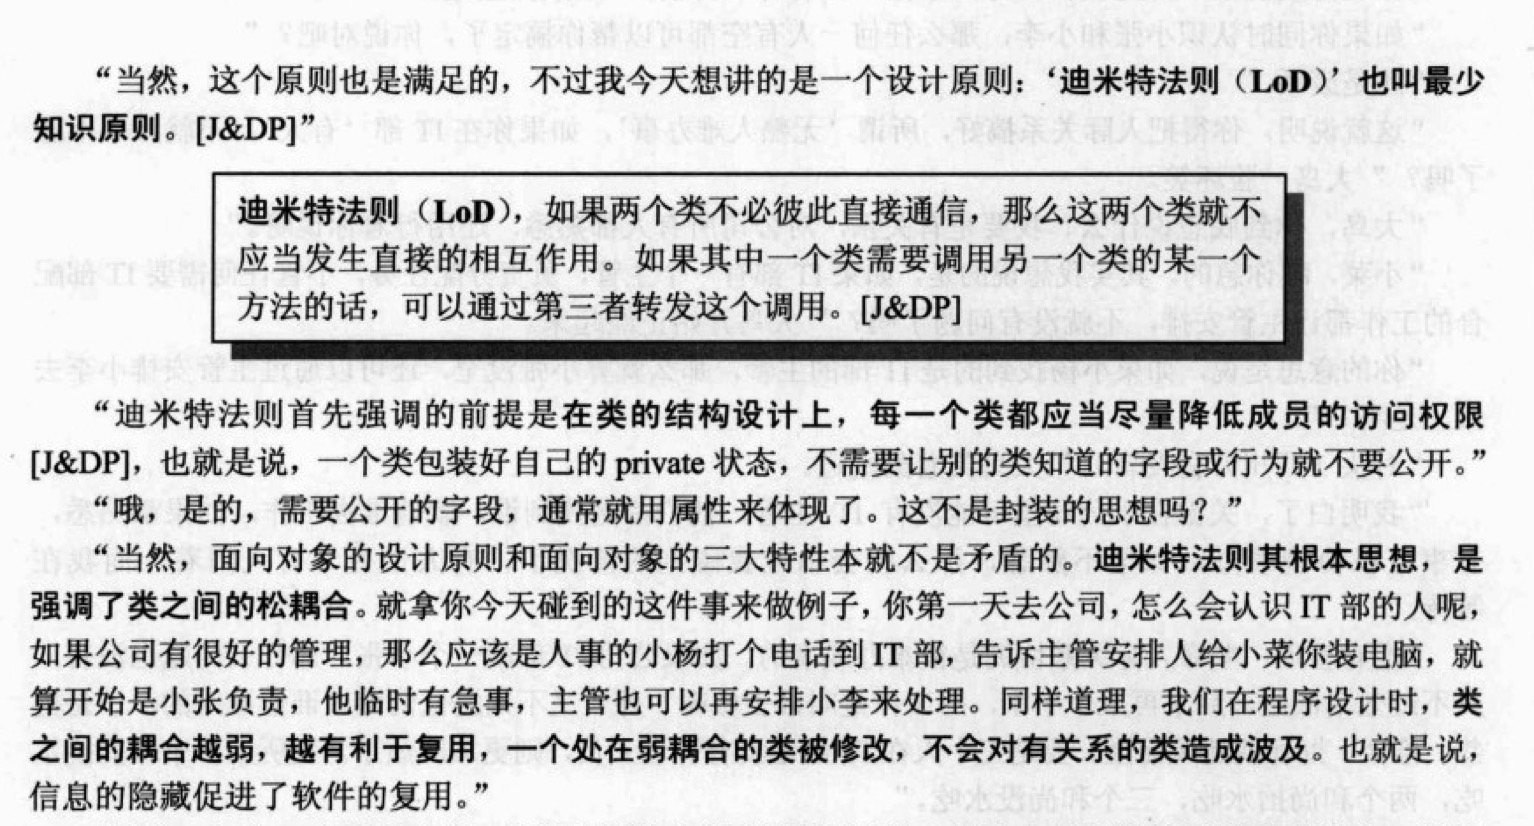 “当然，这个原则也是满足的，不过我今天想讲的是一个设计原则：‘迪米特法则（LoD）’也叫最少
知识原则。[J&DP]”
迪米特法则（LoD），如果两个类不必彼此直接通信，那么这两个类就不
应当发生直接的相互作用。如果其中一个类需要调用另一个类的某一个
方法的话，可以通过第三者转发这个调用。[J&DP]
“迪米特法则首先强调的前提是在类的结构设计上，每一个类都应当尽量降低成员的访问权限
[J&DP]，也就是说，一个类包装好自己的 private 状态，不需要让别的类知道的字段或行为就不要公开。”
“哦，是的，需要公开的字段，通常就用属性来体现了。这不是封装的思想吗？”
“当然，面向对象的设计原则和面向对象的三大特性本就不是矛盾的。迪米特法则其根本思想，是
强调了类之间的松耦合。就拿你今天碰到的这件事来做例子，你第一天去公司，怎么会认识 IT 部的人呢，
如果公司有很好的管理，那么应该是人事的小杨打个电话到 IT 部，告诉主管安排人给小菜你装电脑，就
算开始是小张负责，他临时有急事，主管也可以再安排小李来处理。同样道理，我们在程序设计时，类
之间的耦合越弱，越有利于复用，一个处在弱耦合的类被修改，不会对有关系的类造成波及。也就是说，
信息的隐藏促进了软件的复用。”